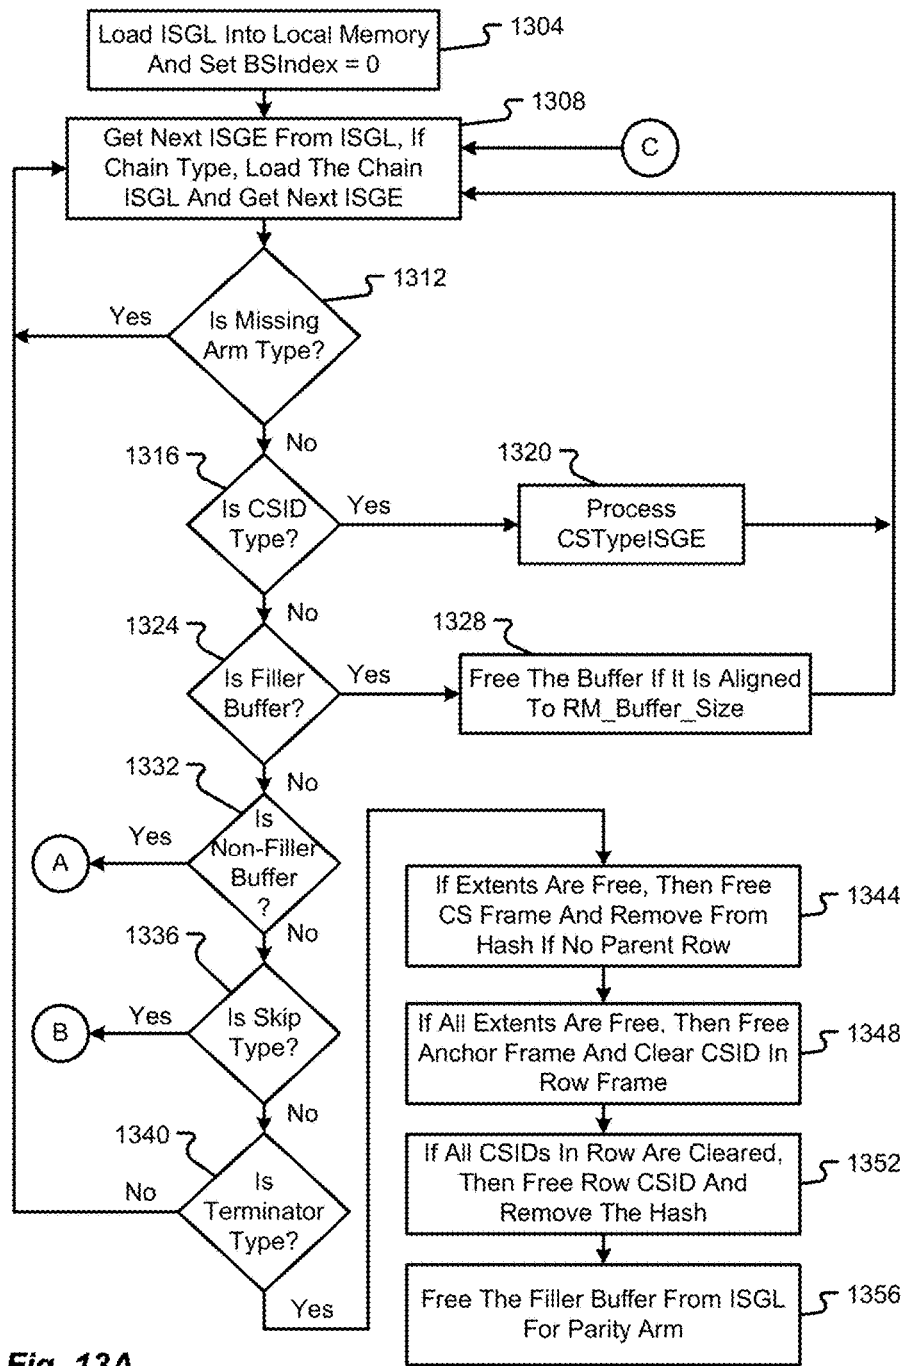 Load ISGL Into Local Memory
And Set BSIndex = 0
1304
1308
Get Next ISGE From ISGL, If
Chain Type, Load The Chain
ISGL And Get Next ISGE
C
1312
Yes
Is Missing
Arm Type?
No
1316
Is CSID
Type?
Yes
1320
Process
CSTypeISGE
No
1324
Is Filler
Buffer?
Yes
1328
Free The Buffer If It Is Aligned
To RM_Buffer_Size
No
1332
Is
Non-Filler
Buffer
?
Yes
A
No
1336
Is Skip
Type?
Yes
B
No
1340
Is
Terminator
Type?
No
Yes
If Extents Are Free, Then Free
CS Frame And Remove From
Hash If No Parent Row
1344
If All Extents Are Free, Then Free
Anchor Frame And Clear CSID In
Row Frame
1348
If All CSIDs In Row Are Cleared,
Then Free Row CSID And
Remove The Hash
1352
Free The Filler Buffer From ISGL
For Parity Arm
1356
Fig. 13A